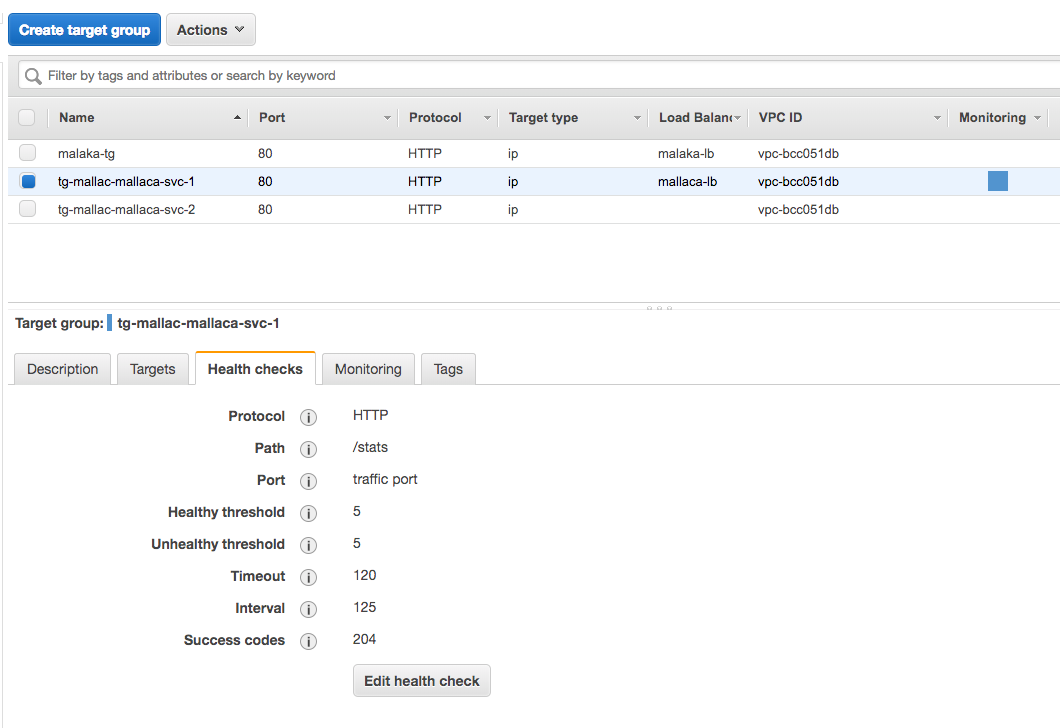 Create target group Actions
Filter by tags and attributes or search by keyword
Name Port Protocol Target type Load Balanc VPC ID Monitoring
malaka-tg 80 HTTP ip malaka-lb vpc-bcc051db
tg-mallac-mallaca-svc-1 80 HTTP ip mallaca-lb vpc-bcc051db
tg-mallac-mallaca-svc-2 80 HTTP ip vpc-bcc051db
Target group: tg-mallac-mallaca-svc-1
Description Targets Health checks Monitoring Tags
Protocol i HTTP
Path i /stats
Port i traffic port
Healthy threshold i 5
Unhealthy threshold i 5
Timeout i 120
Interval i 125
Success codes i 204
Edit health check